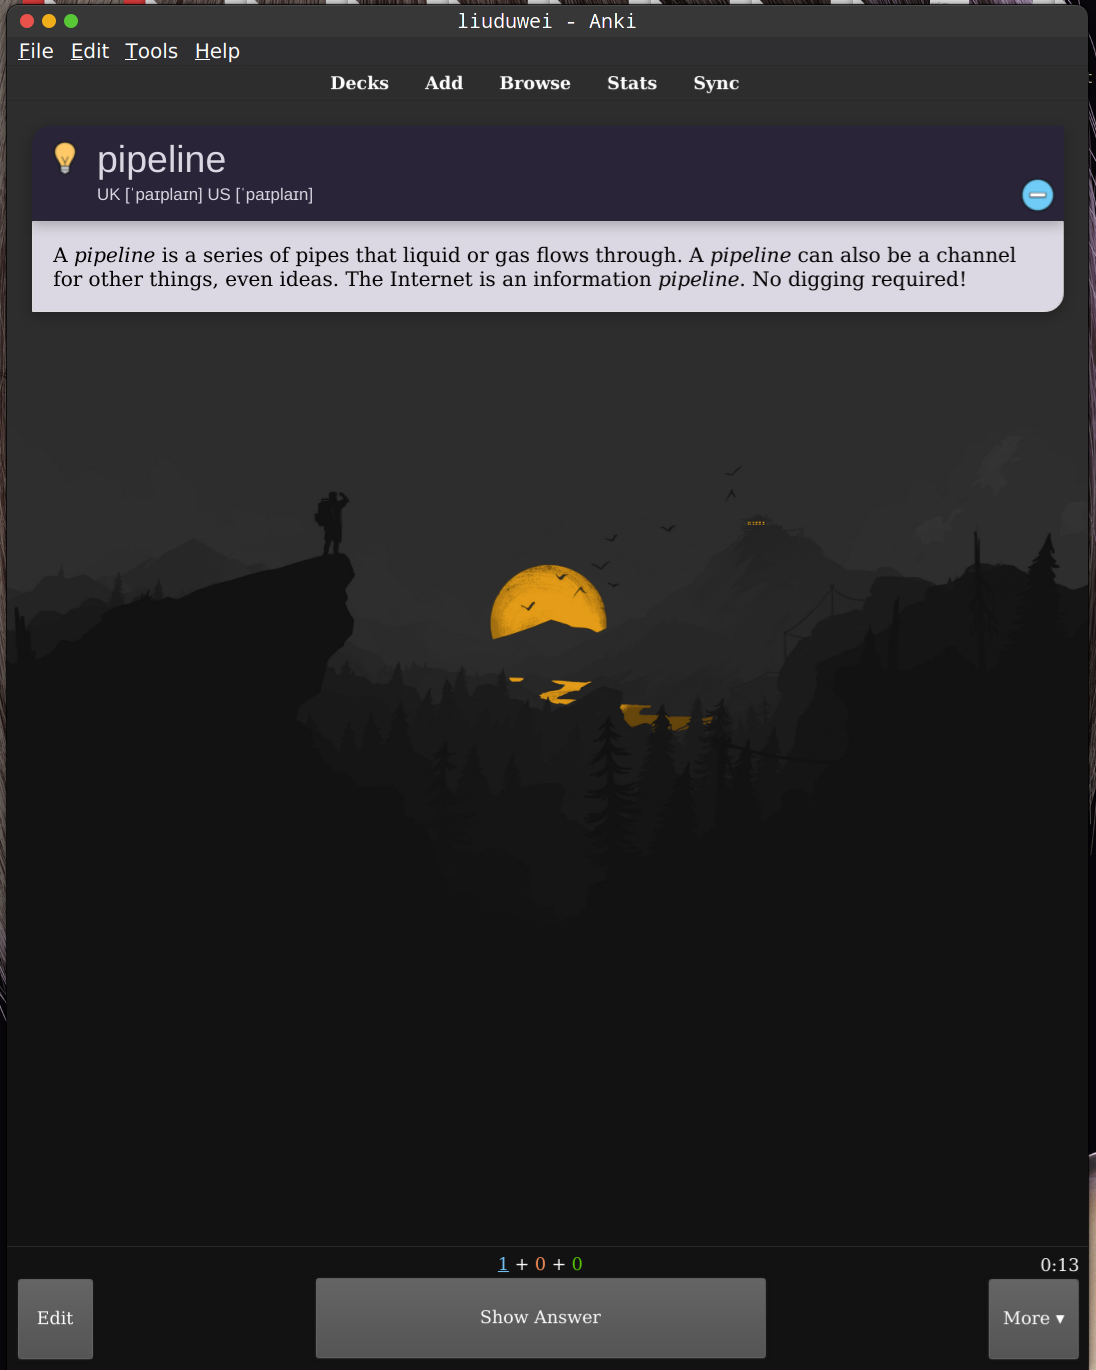 liuduwei - Anki
File Edit Tools Help
Decks Add Browse Stats Sync
pipeline
UK [ˈpaɪplaɪn] US [ˈpaɪplaɪn]
A pipeline is a series of pipes that liquid or gas flows through. A pipeline can also be a channel
for other things, even ideas. The Internet is an information pipeline. No digging required!
1 + 0 + 0
0:13
Edit
Show Answer
More ▾